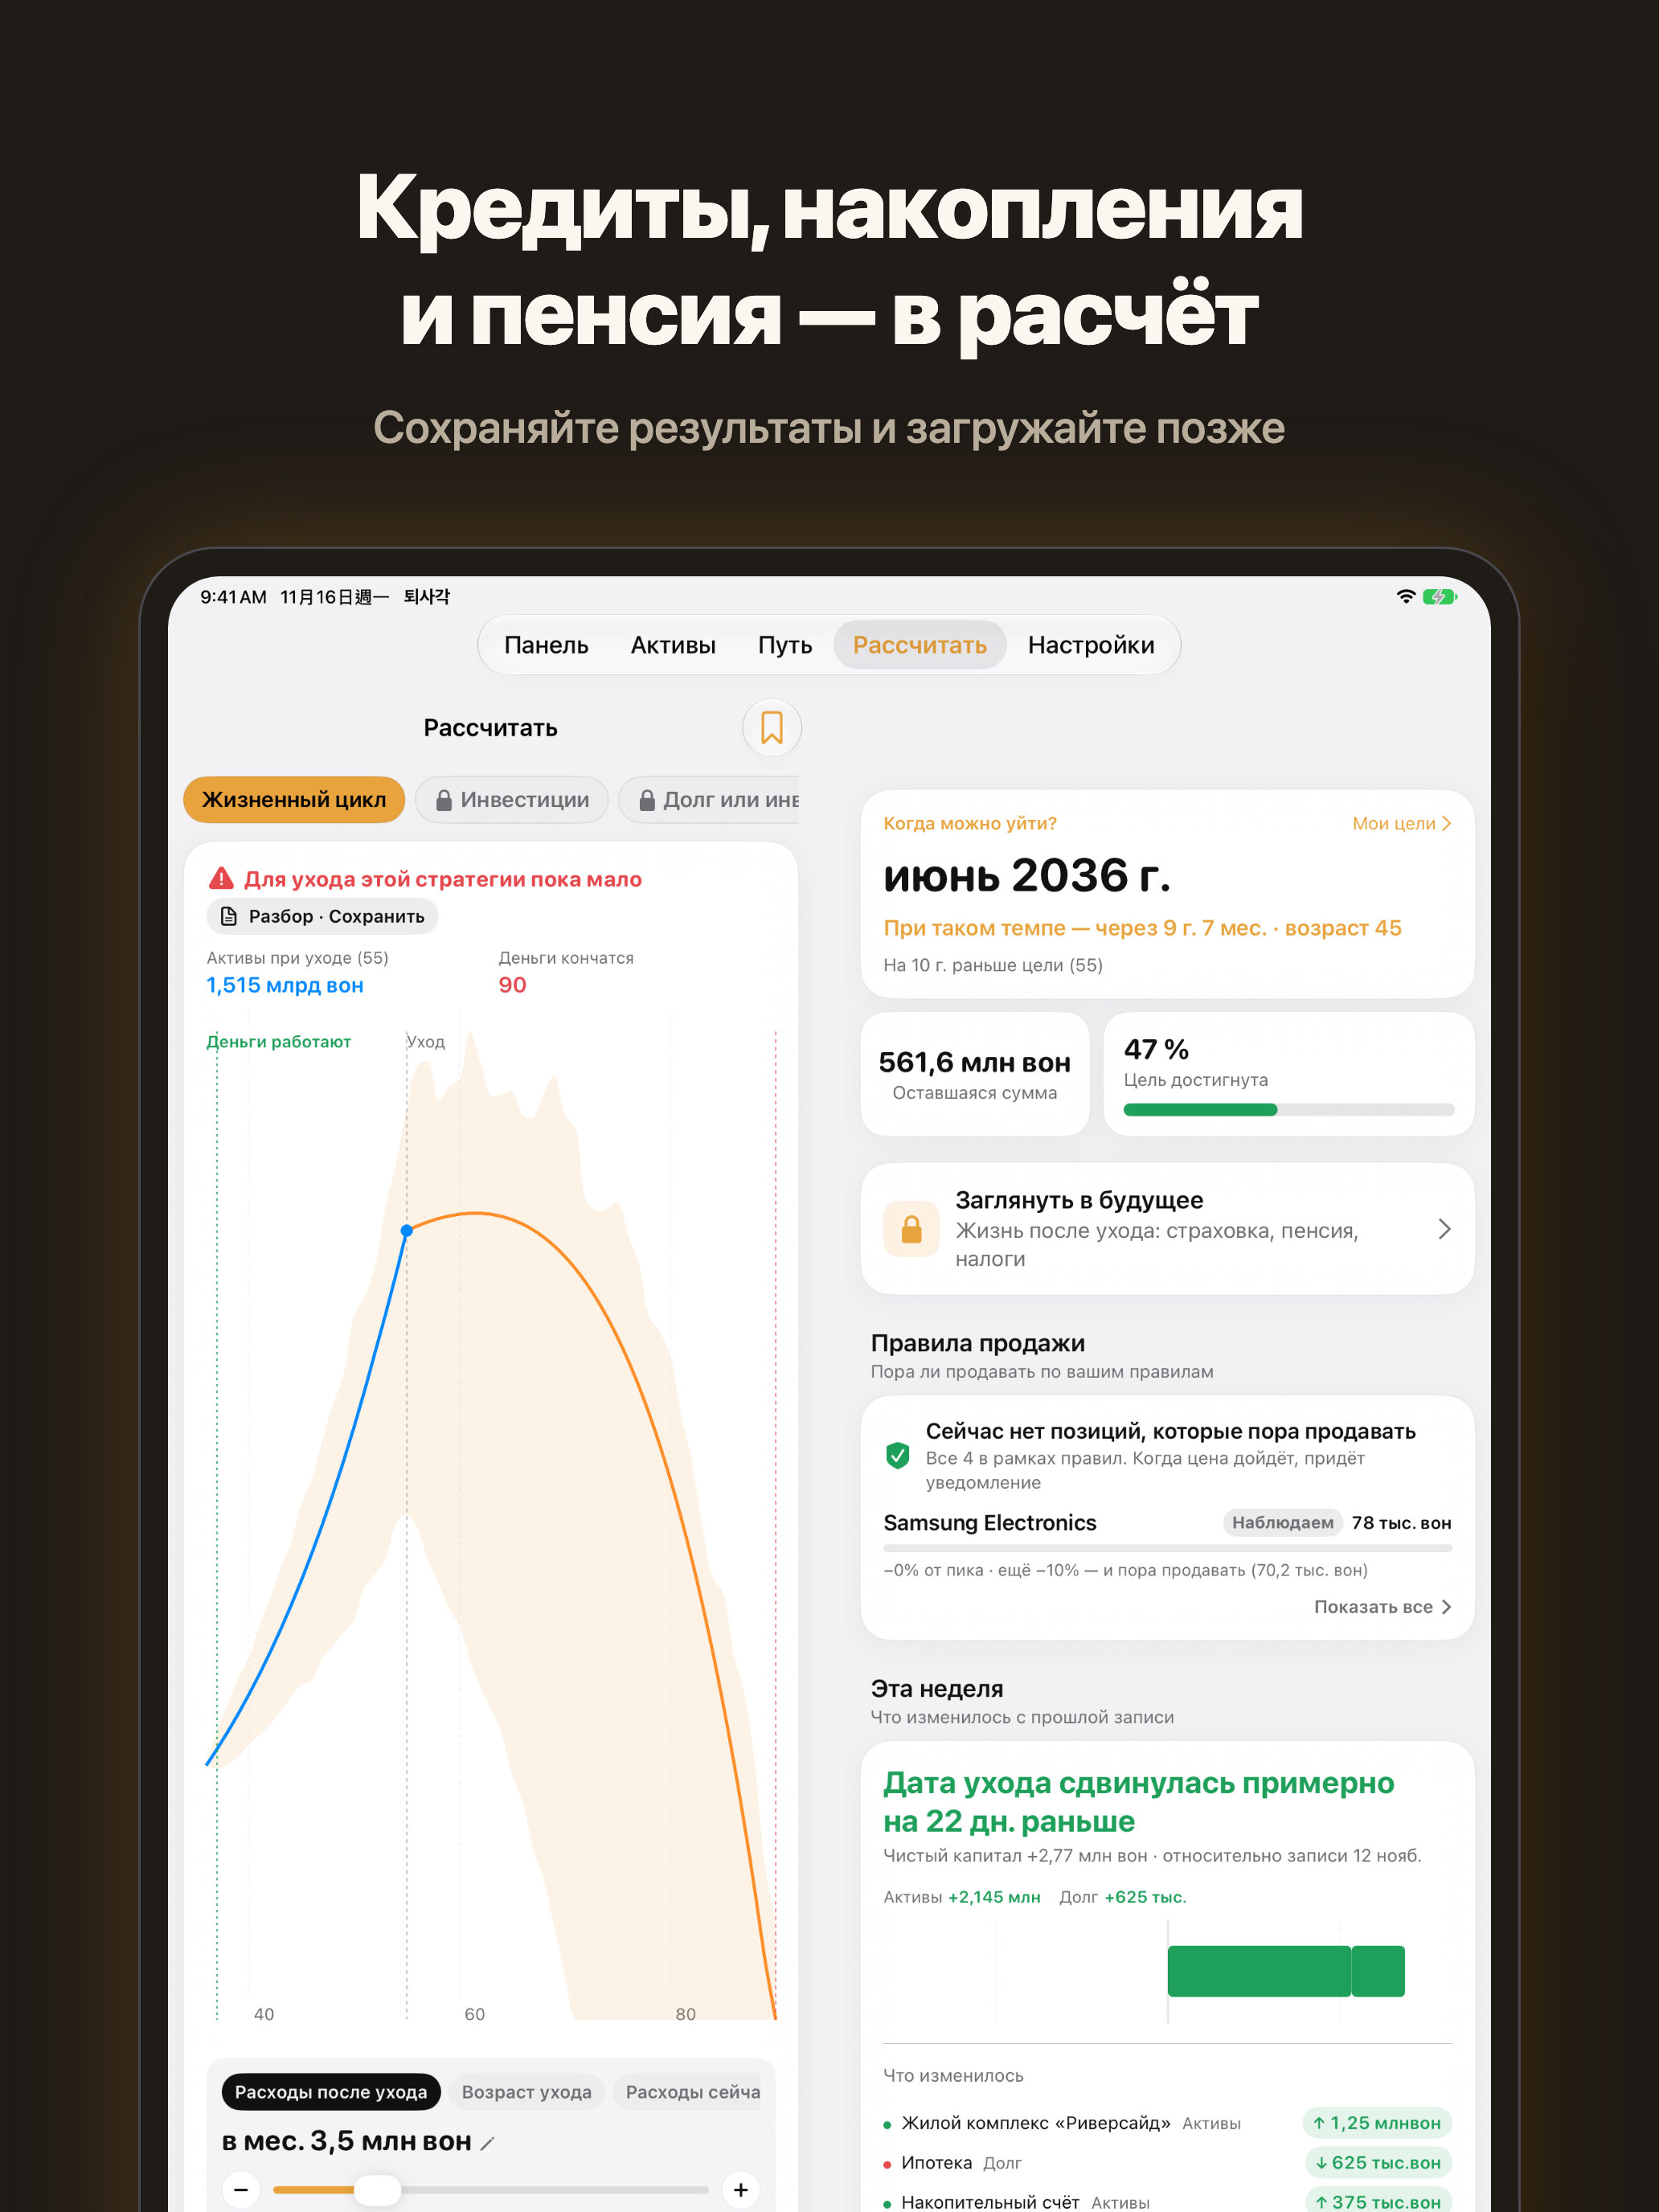 Кредиты, накопления
и пенсия — в расчёт
Сохраняйте результаты и загружайте позже
9:41 AM 11月16日週一 퇴사각
Панель Активы Путь Рассчитать Настройки
Рассчитать
Жизненный цикл Инвестиции Долг или инв
Для ухода этой стратегии пока мало
Разбор · Сохранить
Активы при уходе (55) Деньги кончатся
1,515 млрд вон 90
Деньги работают Уход
40 60 80
Расходы после ухода Возраст ухода Расходы сейча
в мес. 3,5 млн вон
− +
Когда можно уйти? Мои цели
июнь 2036 г.
При таком темпе — через 9 г. 7 мес. · возраст 45
На 10 г. раньше цели (55)
561,6 млн вон
Оставшаяся сумма
47 %
Цель достигнута
Заглянуть в будущее
Жизнь после ухода: страховка, пенсия,
налоги
Правила продажи
Пора ли продавать по вашим правилам
Сейчас нет позиций, которые пора продавать
Все 4 в рамках правил. Когда цена дойдёт, придёт
уведомление
Samsung Electronics Наблюдаем 78 тыс. вон
−0% от пика · ещё −10% — и пора продавать (70,2 тыс. вон)
Показать все
Эта неделя
Что изменилось с прошлой записи
Дата ухода сдвинулась примерно
на 22 дн. раньше
Чистый капитал +2,77 млн вон · относительно записи 12 нояб.
Активы +2,145 млн Долг +625 тыс.
Что изменилось
Жилой комплекс «Риверсайд» Активы ↑ 1,25 млнвон
Ипотека Долг ↓ 625 тыс.вон
Накопительный счёт Активы ↑ 375 тыс.вон